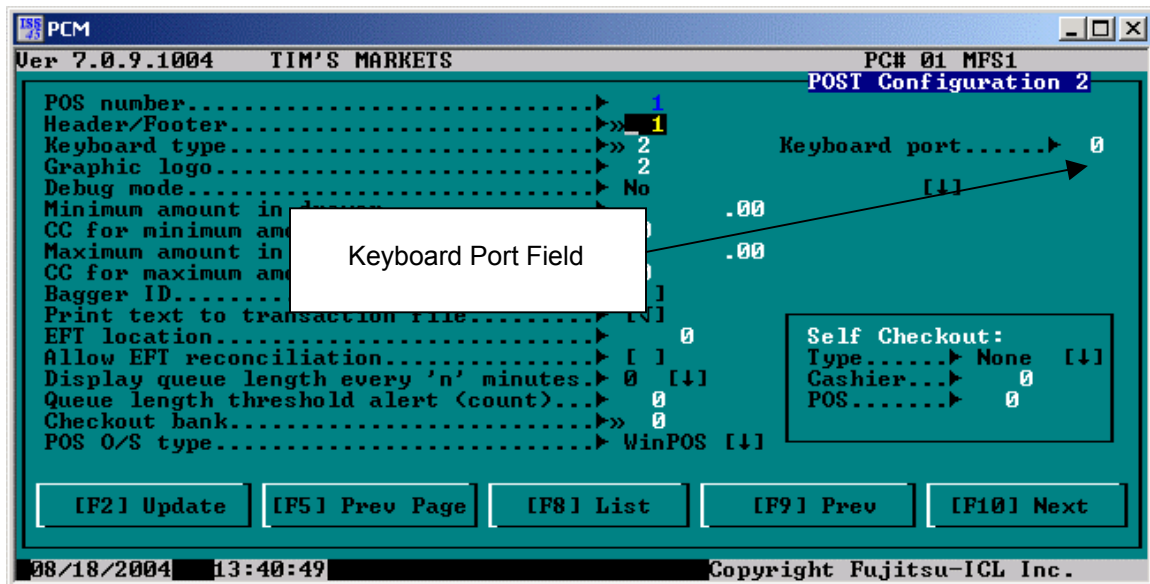 ISS 45 PCM
Ver 7.0.9.1004 TIM'S MARKETS PC# 01 MFS1
POST Configuration 2
POS number............................► 1
Header/Footer.........................►»_ 1
Keyboard type.........................►» 2 Keyboard port......► 0
Graphic logo..........................► 2
Debug mode............................► No [↓]
Minimum amount in drawer .00
CC for minimum
Maximum amount in .00
CC for maximum
Bagger ID......... ]
Print text to transaction file.........► [√]
EFT location..........................► 0
Allow EFT reconciliation..............► [ ]
Display queue length every 'n' minutes.► 0 [↓]
Queue length threshold alert (count)...► 0
Checkout bank.........................►» 0
POS O/S type..........................► WinPOS [↓]
Keyboard Port Field
Self Checkout:
Type......► None [↓]
Cashier...► 0
POS.......► 0
[F2] Update [F5] Prev Page [F8] List [F9] Prev [F10] Next
08/18/2004 13:40:49 Copyright Fujitsu-ICL Inc.